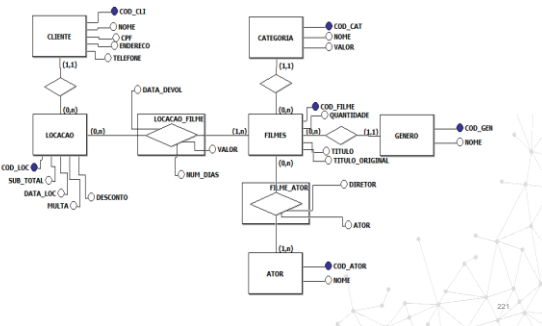 CLIENTE
COD_CLI
NOME
CPF
ENDERECO
TELEFONE
(1,1)
(0,n)
CATEGORIA
COD_CAT
NOME
VALOR
(1,1)
(0,n)
DATA_DEVOL
LOCACAO_FILME
LOCACAO
(0,n)
(1,n)
VALOR
NUM_DIAS
COD_LOC
SUB_TOTAL
DATA_LOC
MULTA
DESCONTO
FILMES
COD_FILME
QUANTIDADE
(0,n)
(1,1)
TITULO
TITULO_ORIGINAL
GENERO
COD_GEN
NOME
(0,n)
FILME_ATOR
DIRETOR
ATOR
(1,n)
ATOR
COD_ATOR
NOME
221